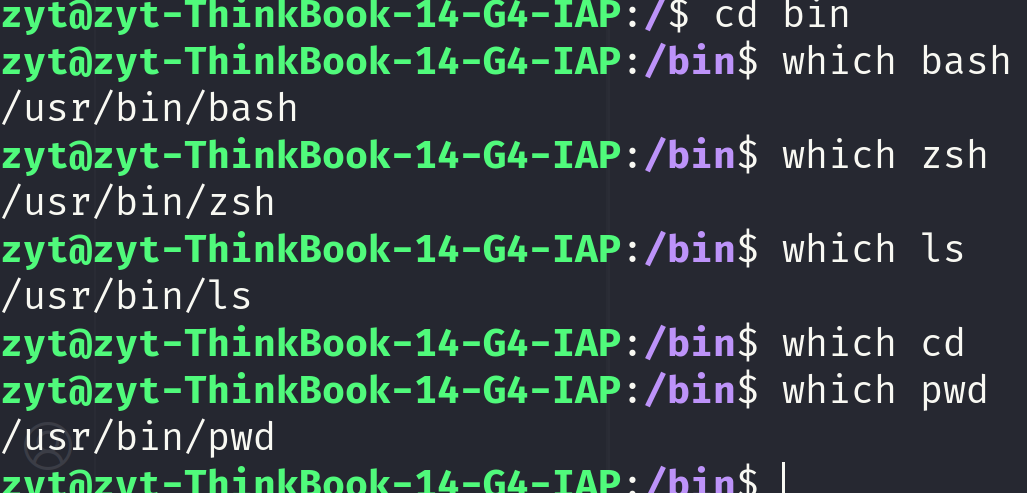 zyt@zyt-ThinkBook-14-G4-IAP:/$ cd bin
zyt@zyt-ThinkBook-14-G4-IAP:/bin$ which bash
/usr/bin/bash
zyt@zyt-ThinkBook-14-G4-IAP:/bin$ which zsh
/usr/bin/zsh
zyt@zyt-ThinkBook-14-G4-IAP:/bin$ which ls
/usr/bin/ls
zyt@zyt-ThinkBook-14-G4-IAP:/bin$ which cd
zyt@zyt-ThinkBook-14-G4-IAP:/bin$ which pwd
/usr/bin/pwd
zyt@zyt-ThinkBook-14-G4-IAP:/bin$